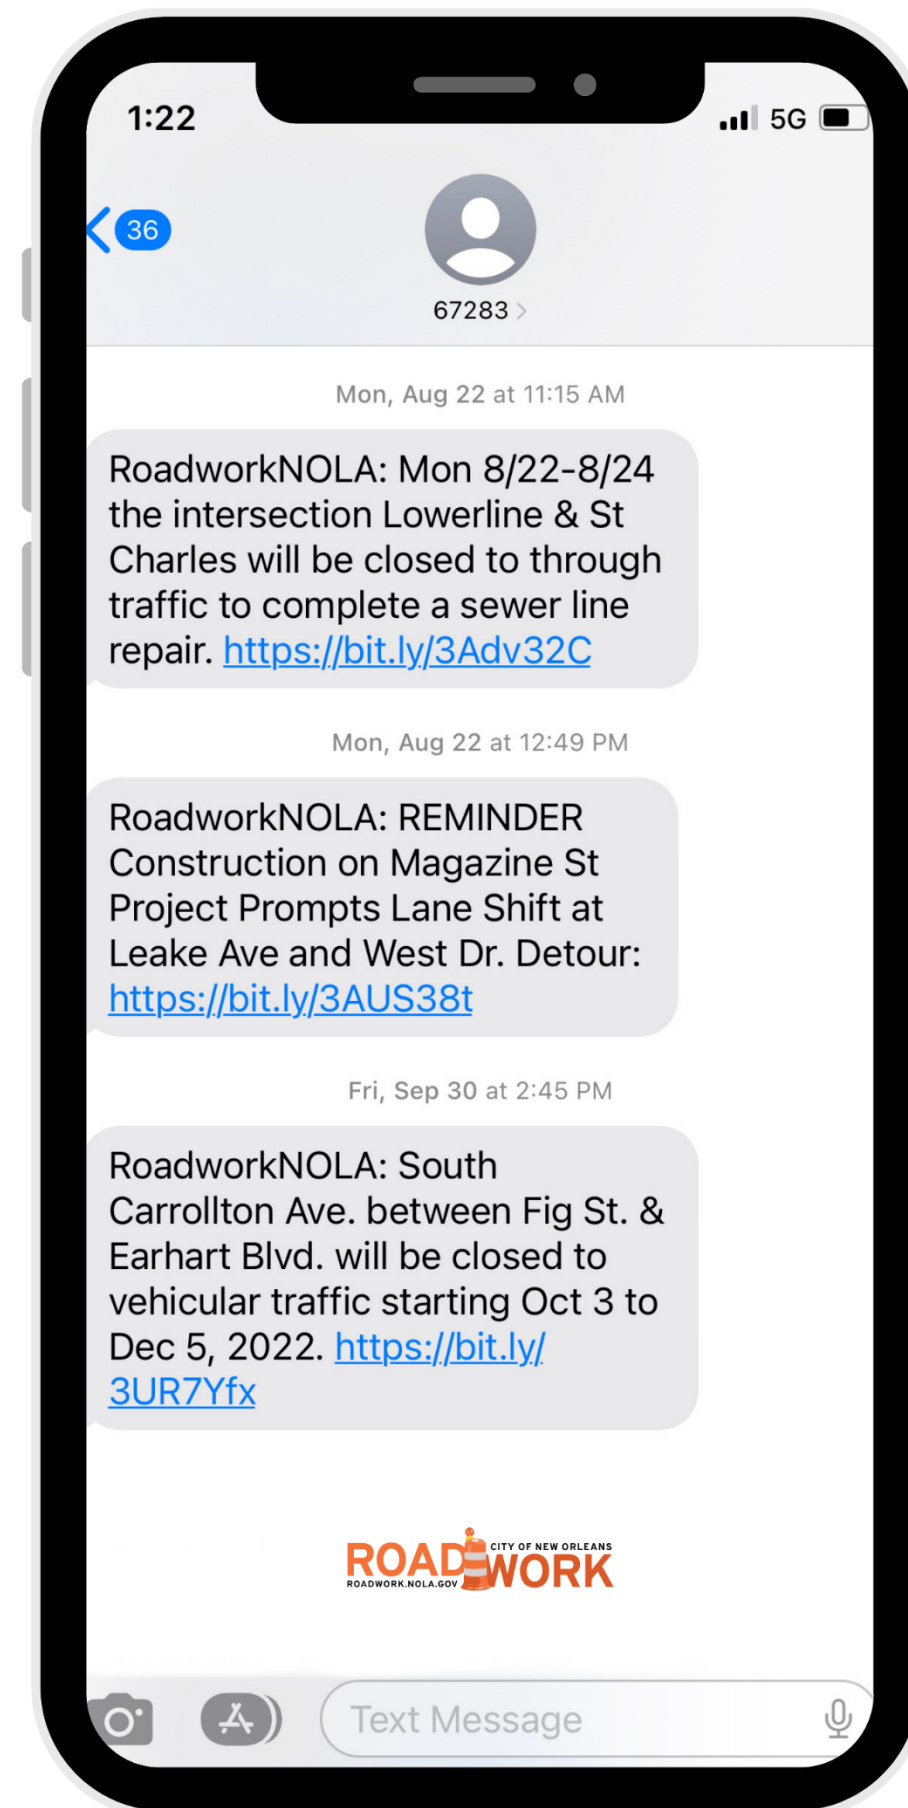 1:22
5G
36
67283
Mon, Aug 22 at 11:15 AM
RoadworkNOLA: Mon 8/22-8/24
the intersection Lowerline & St
Charles will be closed to through
traffic to complete a sewer line
repair. https://bit.ly/3Adv32C
Mon, Aug 22 at 12:49 PM
RoadworkNOLA: REMINDER
Construction on Magazine St
Project Prompts Lane Shift at
Leake Ave and West Dr. Detour:
https://bit.ly/3AUS38t
Fri, Sep 30 at 2:45 PM
RoadworkNOLA: South
Carrollton Ave. between Fig St. &
Earhart Blvd. will be closed to
vehicular traffic starting Oct 3 to
Dec 5, 2022. https://bit.ly/
3UR7Yfx
CITY OF NEW ORLEANS
ROADWORK
ROADWORK.NOLA.GOV
Text Message